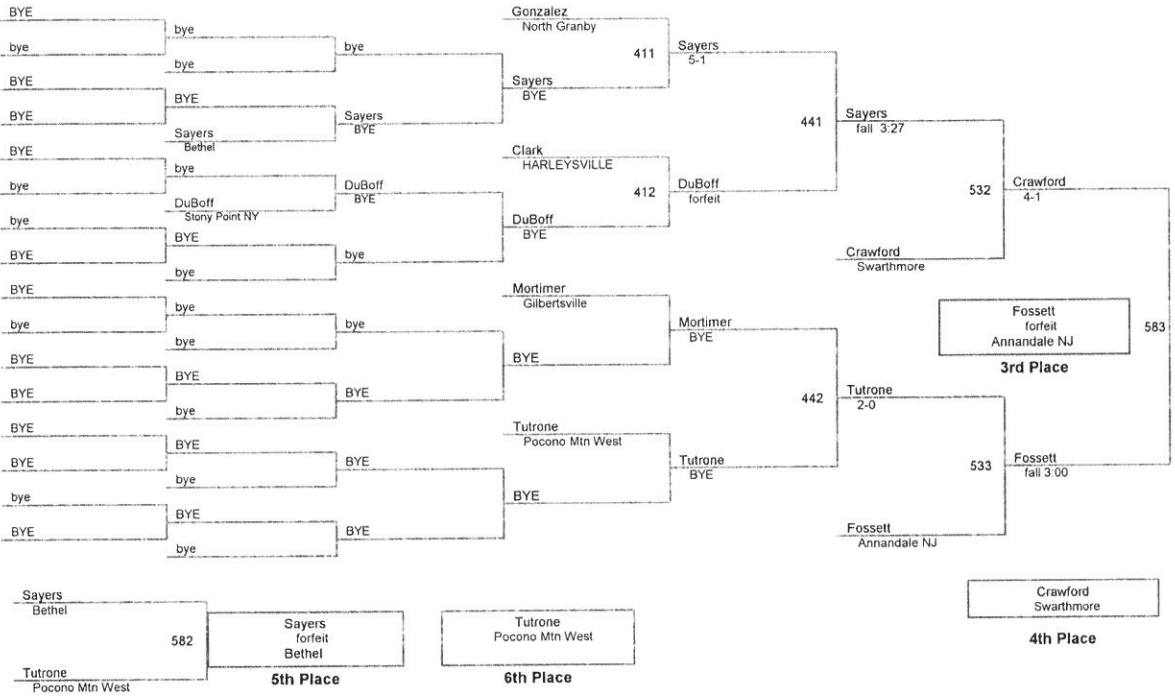 BYE
bye
BYE
BYE
BYE
bye
bye
BYE
BYE
bye
BYE
BYE
BYE
BYE
bye
BYE
bye
bye
BYE
Sayers
Bethel
bye
DuBoff
Stony Point NY
BYE
bye
bye
bye
BYE
bye
BYE
bye
BYE
bye
bye
Sayers
BYE
DuBoff
BYE
bye
bye
BYE
BYE
BYE
Gonzalez
North Granby
411
Sayers
BYE
Clark
HARLEYSVILLE
412
DuBoff
BYE
Mortimer
Gilbertsville
BYE
Tutrone
Pocono Mtn West
BYE
Sayers
5-1
441
DuBoff
forfeit
Mortimer
BYE
442
Tutrone
BYE
Sayers
fall 3:27
532
Crawford
Swarthmore
Tutrone
2-0
533
Fossett
Annandale NJ
Crawford
4-1
583
Fossett
fall 3:00
Fossett
forfeit
Annandale NJ
3rd Place
Crawford
Swarthmore
4th Place
Sayers
Bethel
582
Tutrone
Pocono Mtn West
Sayers
forfeit
Bethel
5th Place
Tutrone
Pocono Mtn West
6th Place